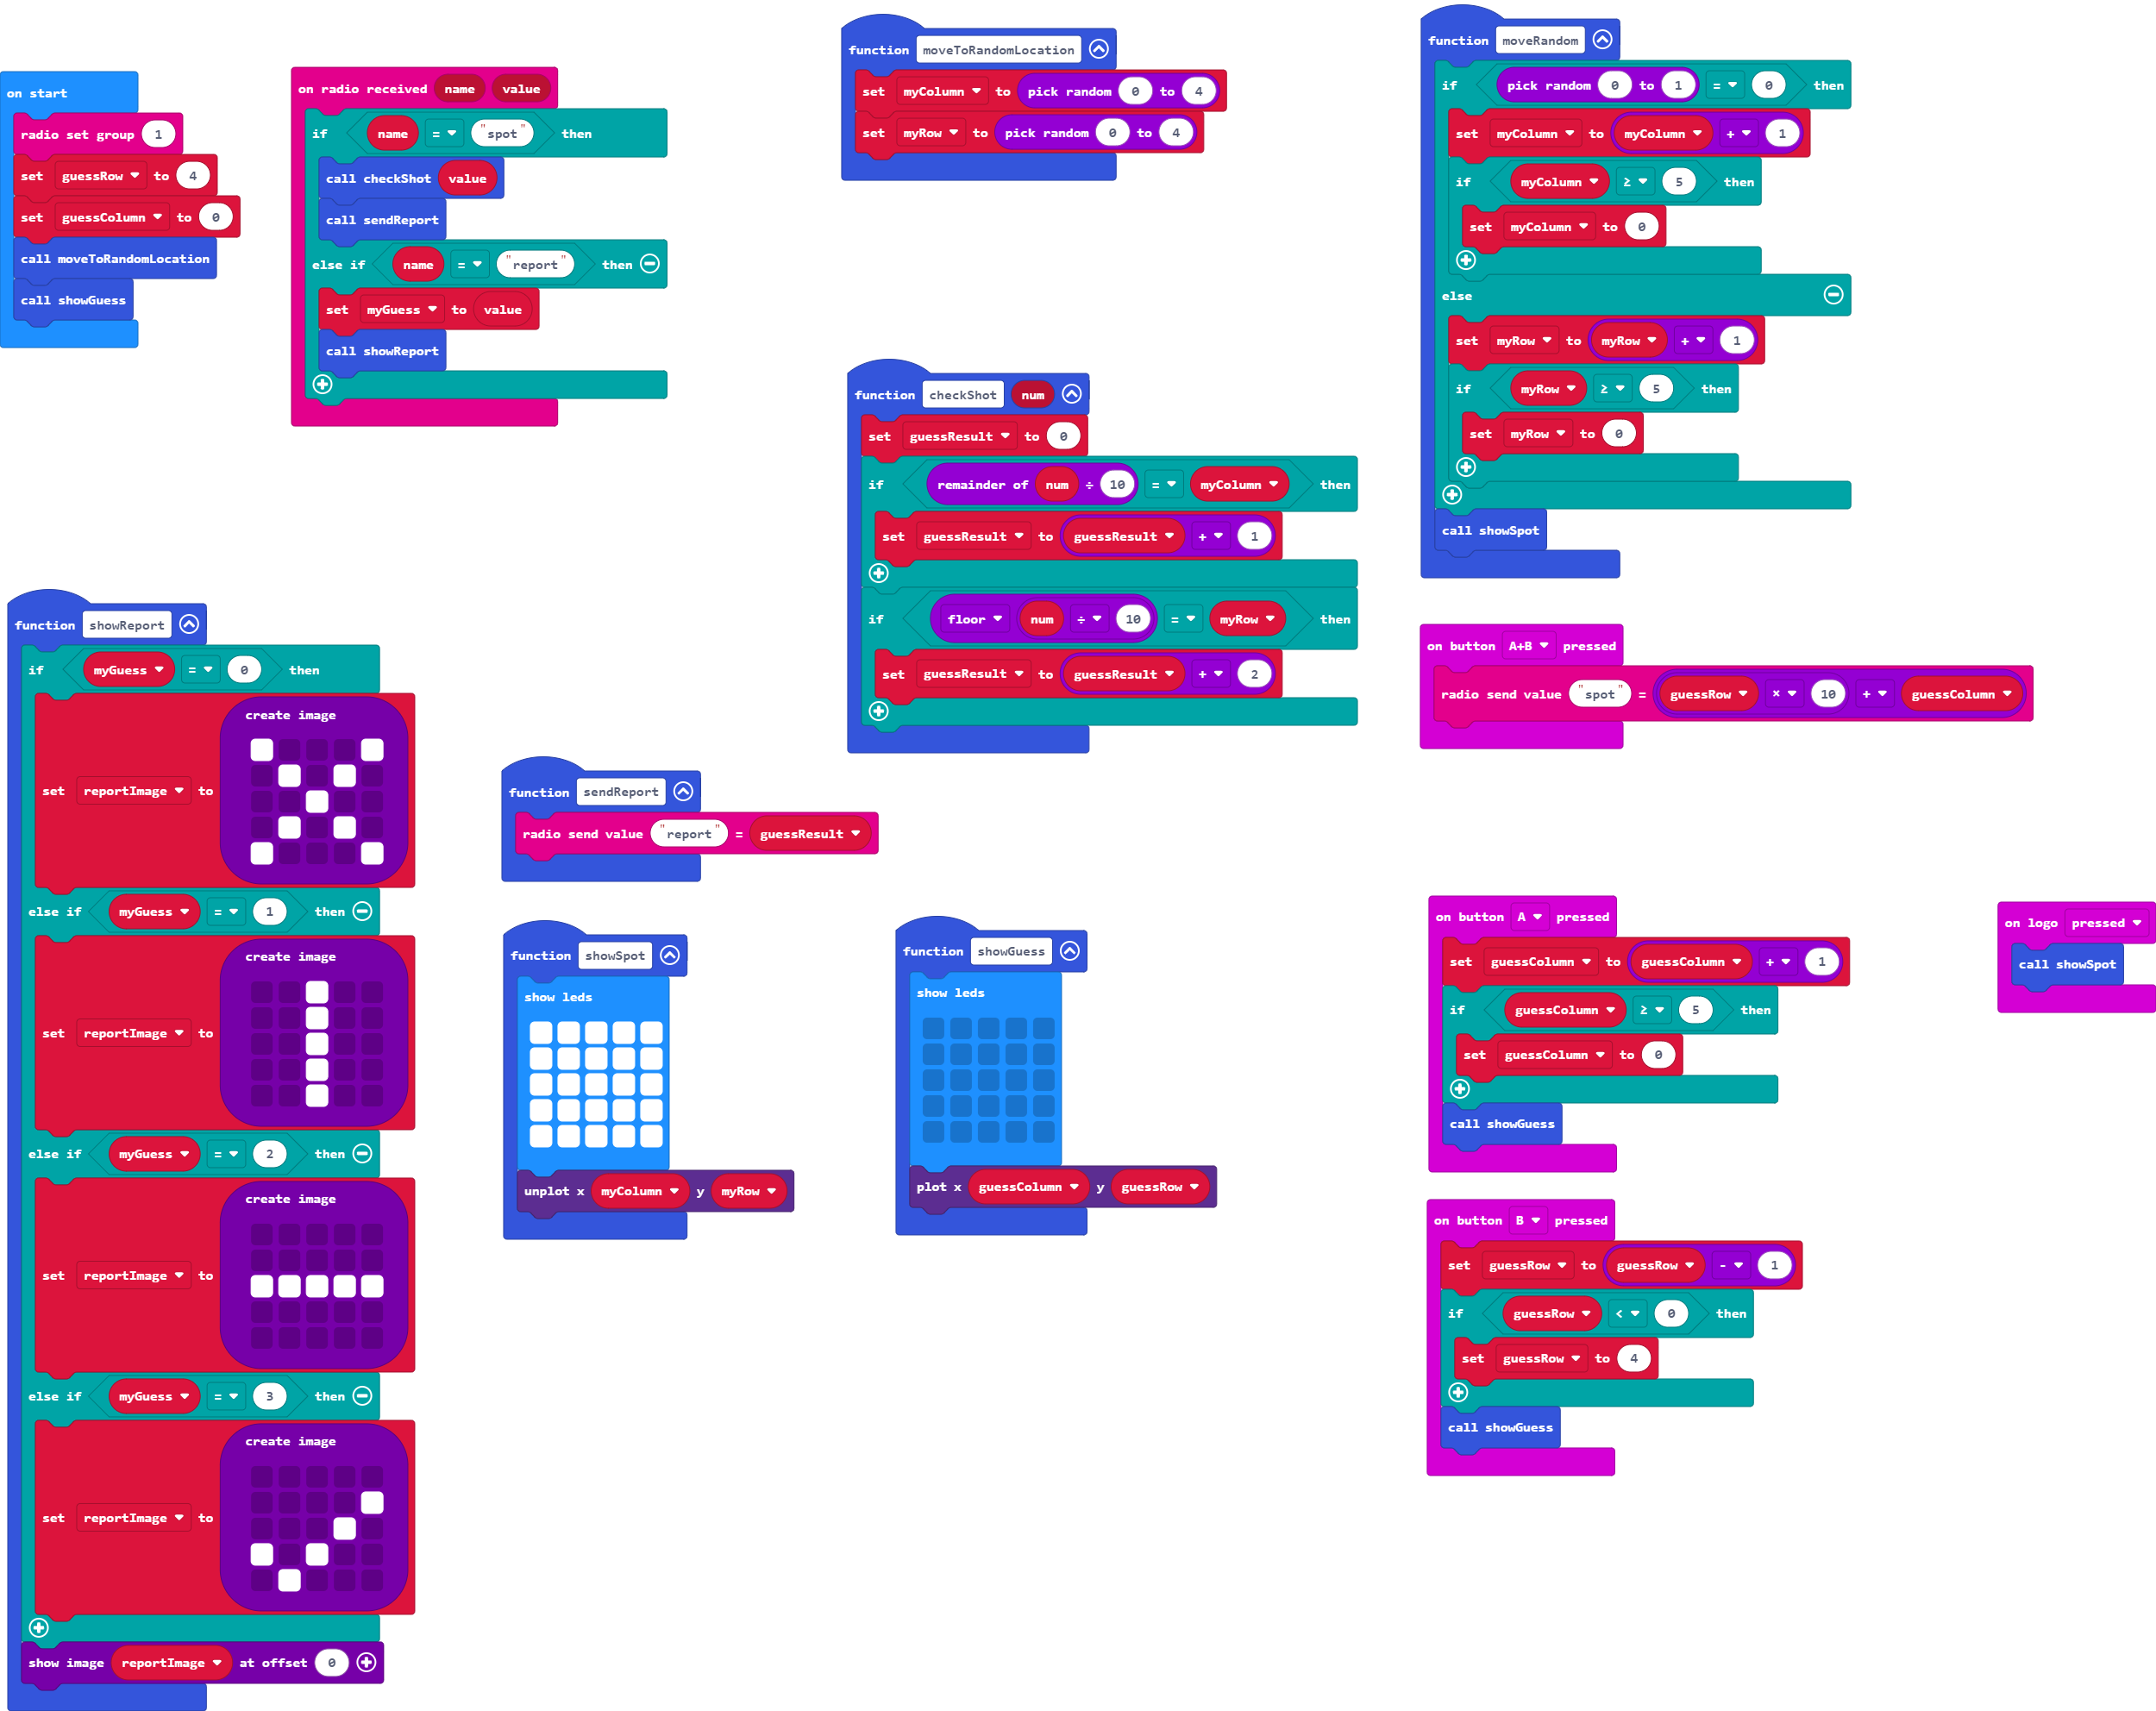 on start
radio set group 1
set guessRow to 4
set guessColumn to 0
call moveToRandomLocation
call showGuess
on radio received name value
if name = "spot" then
call checkShot value
call sendReport
else if name = "report" then
set myGuess to value
call showReport
function moveToRandomLocation
set myColumn to pick random 0 to 4
set myRow to pick random 0 to 4
function moveRandom
if pick random 0 to 1 = 0 then
set myColumn to myColumn + 1
if myColumn ≥ 5 then
set myColumn to 0
else
set myRow to myRow + 1
if myRow ≥ 5 then
set myRow to 0
call showSpot
function checkShot num
set guessResult to 0
if remainder of num ÷ 10 = myColumn then
set guessResult to guessResult + 1
if floor num ÷ 10 = myRow then
set guessResult to guessResult + 2
on button A+B pressed
radio send value "spot" = guessRow × 10 + guessColumn
function showReport
if myGuess = 0 then
create image
set reportImage to
else if myGuess = 1 then
create image
set reportImage to
else if myGuess = 2 then
create image
set reportImage to
else if myGuess = 3 then
create image
set reportImage to
show image reportImage at offset 0
function sendReport
radio send value "report" = guessResult
function showSpot
show leds
unplot x myColumn y myRow
function showGuess
show leds
plot x guessColumn y guessRow
on button A pressed
set guessColumn to guessColumn + 1
if guessColumn ≥ 5 then
set guessColumn to 0
call showGuess
on logo pressed
call showSpot
on button B pressed
set guessRow to guessRow - 1
if guessRow < 0 then
set guessRow to 4
call showGuess